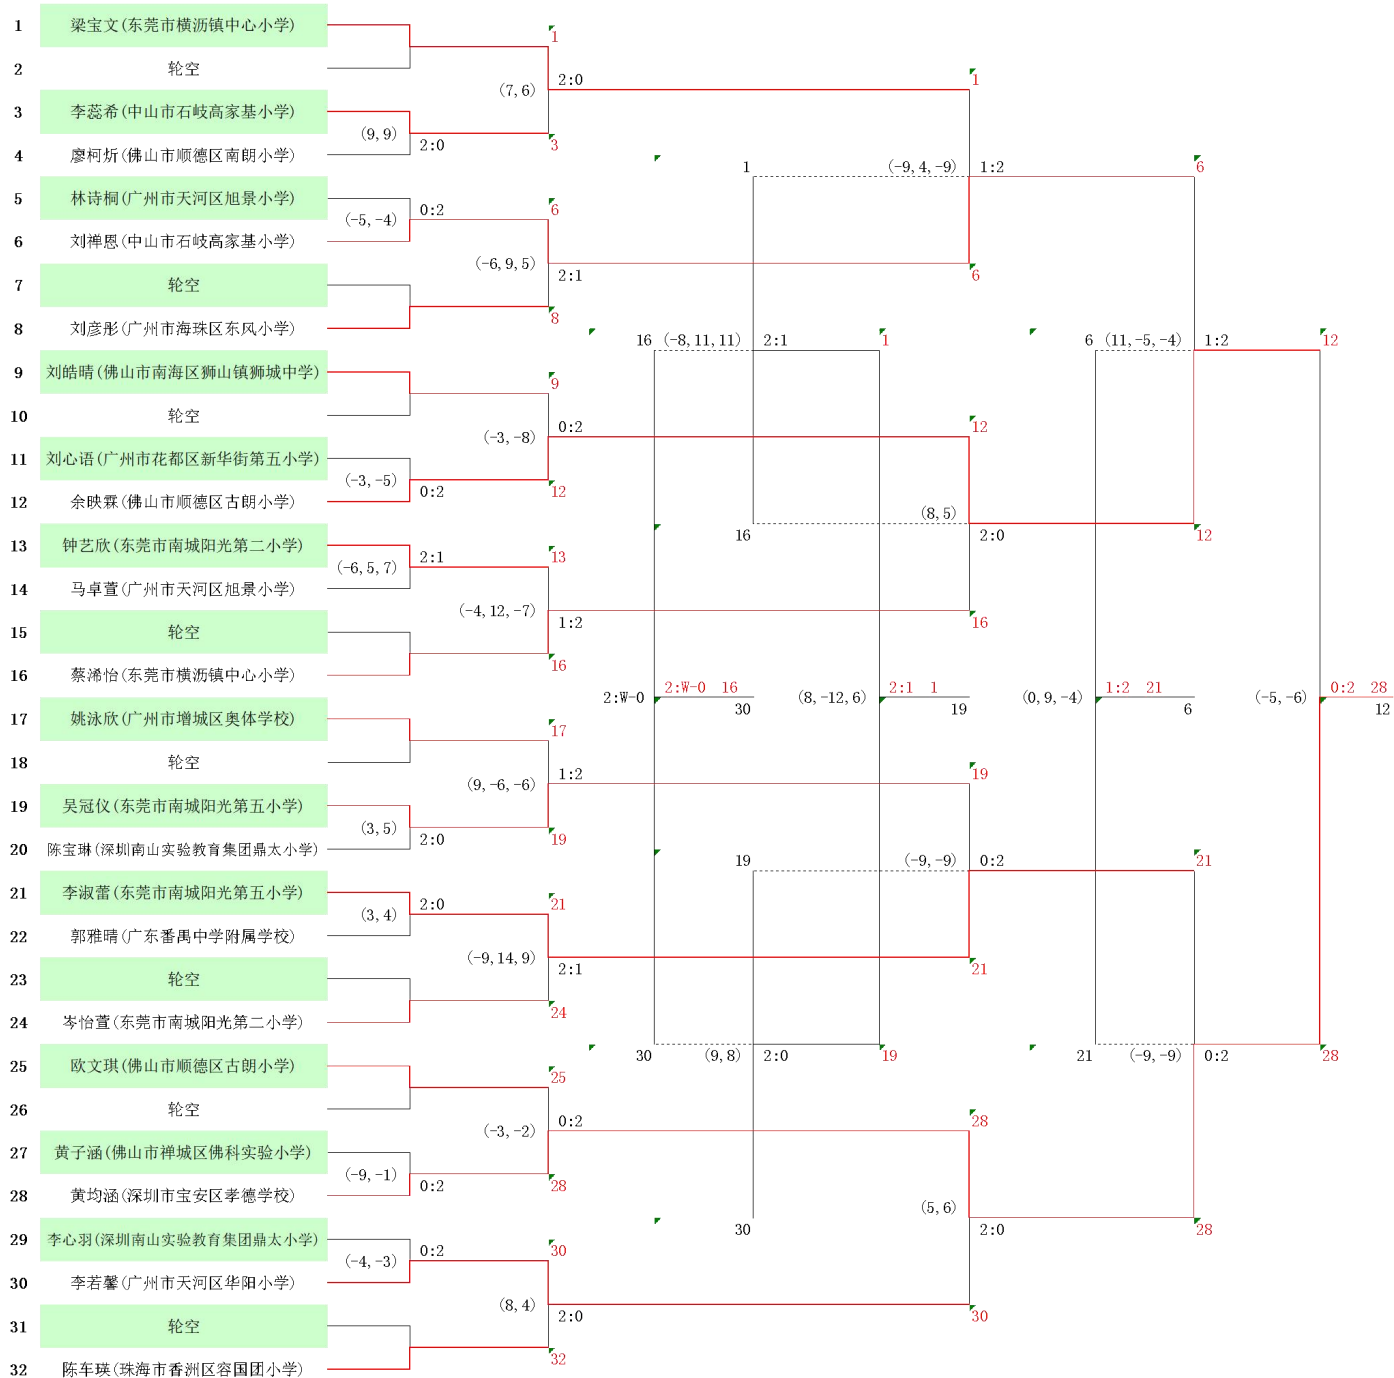 1 梁宝文(东莞市横沥镇中心小学)
1
2 轮空
(7, 6) 2:0
1
3 李蕊希(中山市石岐高家基小学)
(9, 9) 2:0
3
4 廖柯炘(佛山市顺德区南朗小学)
1 (-9, 4, -9) 1:2
6
5 林诗桐(广州市天河区旭景小学)
(-5, -4) 0:2
6
6 刘禅恩(中山市石岐高家基小学)
(-6, 9, 5) 2:1
6
7 轮空
8
8 刘彦彤(广州市海珠区东风小学)
16 (-8, 11, 11) 2:1
1
6 (11, -5, -4) 1:2
12
9 刘皓晴(佛山市南海区狮山镇狮城中学)
9
10 轮空
(-3, -8) 0:2
12
11 刘心语(广州市花都区新华街第五小学)
(-3, -5) 0:2
12
12 余映霖(佛山市顺德区古朗小学)
16 (8, 5) 2:0
12
13 钟艺欣(东莞市南城阳光第二小学)
(-6, 5, 7) 2:1
13
14 马卓萱(广州市天河区旭景小学)
(-4, 12, -7) 1:2
16
15 轮空
16
16 蔡浠怡(东莞市横沥镇中心小学)
2:W-0 2:W-0 16
30
(8, -12, 6) 2:1 1
19
(0, 9, -4) 1:2 21
6
(-5, -6) 0:2 28
12
17 姚泳欣(广州市增城区奥体学校)
17
18 轮空
(9, -6, -6) 1:2
19
19 吴冠仪(东莞市南城阳光第五小学)
(3, 5) 2:0
19
20 陈宝琳(深圳南山实验教育集团鼎太小学)
19 (-9, -9) 0:2
21
21 李淑蕾(东莞市南城阳光第五小学)
(3, 4) 2:0
21
22 郭雅晴(广东番禺中学附属学校)
(-9, 14, 9) 2:1
21
23 轮空
24
24 岑怡萱(东莞市南城阳光第二小学)
30 (9, 8) 2:0
19
21 (-9, -9) 0:2
28
25 欧文琪(佛山市顺德区古朗小学)
25
26 轮空
(-3, -2) 0:2
28
27 黄子涵(佛山市禅城区佛科实验小学)
(-9, -1) 0:2
28
28 黄均涵(深圳市宝安区孝德学校)
30 (5, 6) 2:0
28
29 李心羽(深圳南山实验教育集团鼎太小学)
(-4, -3) 0:2
30
30 李若馨(广州市天河区华阳小学)
(8, 4) 2:0
30
31 轮空
32
32 陈车瑛(珠海市香洲区容国团小学)